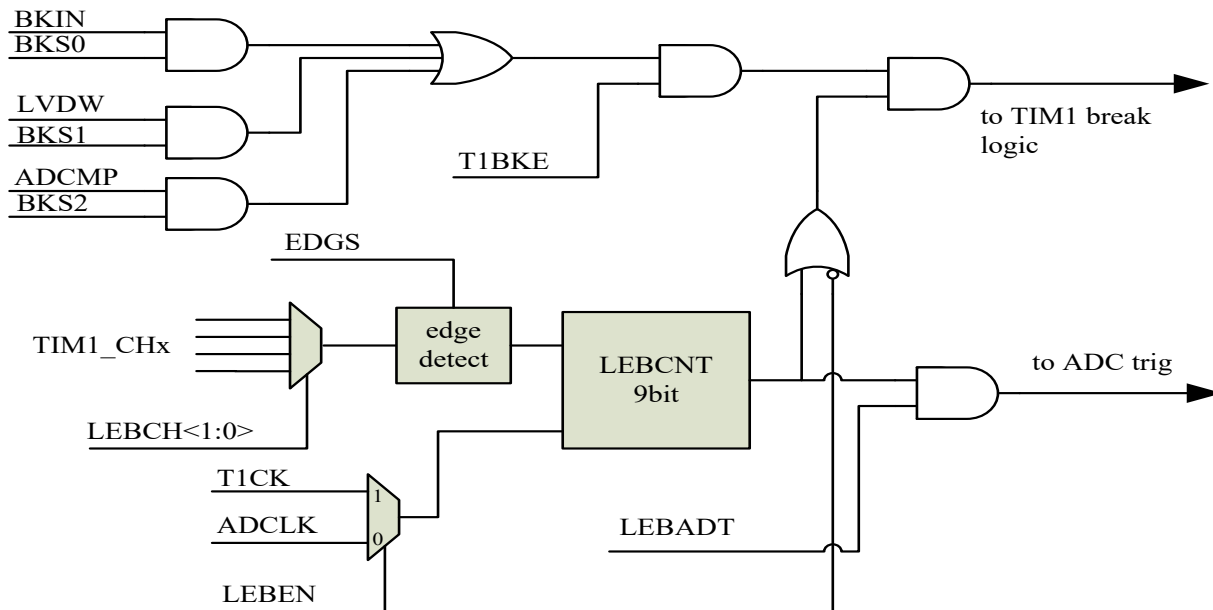 BKIN
BKS0
LVDW
BKS1
ADCMP
BKS2
T1BKE
to TIM1 break
logic
EDGS
TIM1_CHx
edge
detect
LEBCNT
9bit
to ADC trig
LEBCH<1:0>
T1CK
1
ADCLK
0
LEBADT
LEBEN